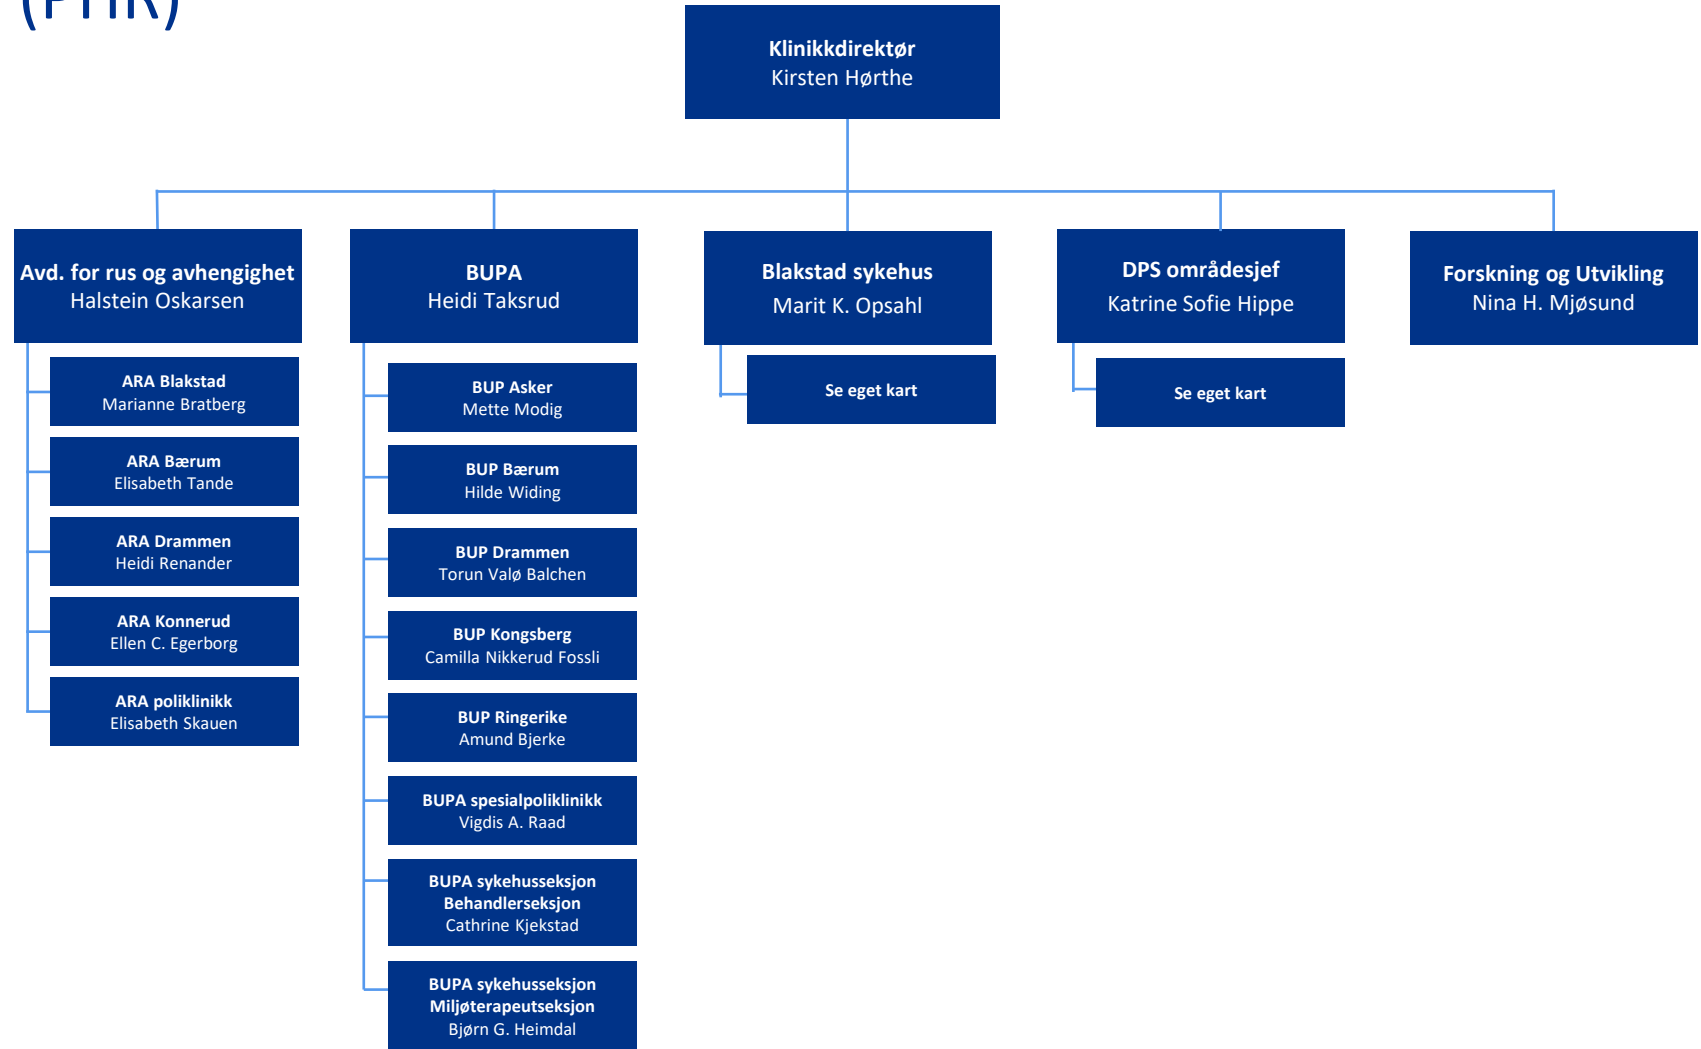 (PHR)
Klinikkdirektør
Kirsten Hørthe
Avd. for rus og avhengighet
Halstein Oskarsen
ARA Blakstad
Marianne Bratberg
ARA Bærum
Elisabeth Tande
ARA Drammen
Heidi Renander
ARA Konnerud
Ellen C. Egerborg
ARA poliklinikk
Elisabeth Skauen
BUPA
Heidi Taksrud
BUP Asker
Mette Modig
BUP Bærum
Hilde Widing
BUP Drammen
Torun Valø Balchen
BUP Kongsberg
Camilla Nikkerud Fossli
BUP Ringerike
Amund Bjerke
BUPA spesialpoliklinikk
Vigdis A. Raad
BUPA sykehusseksjon
Behandlerseksjon
Cathrine Kjekstad
BUPA sykehusseksjon
Miljøterapeutseksjon
Bjørn G. Heimdal
Blakstad sykehus
Marit K. Opsahl
Se eget kart
DPS områdesjef
Katrine Sofie Hippe
Se eget kart
Forskning og Utvikling
Nina H. Mjøsund